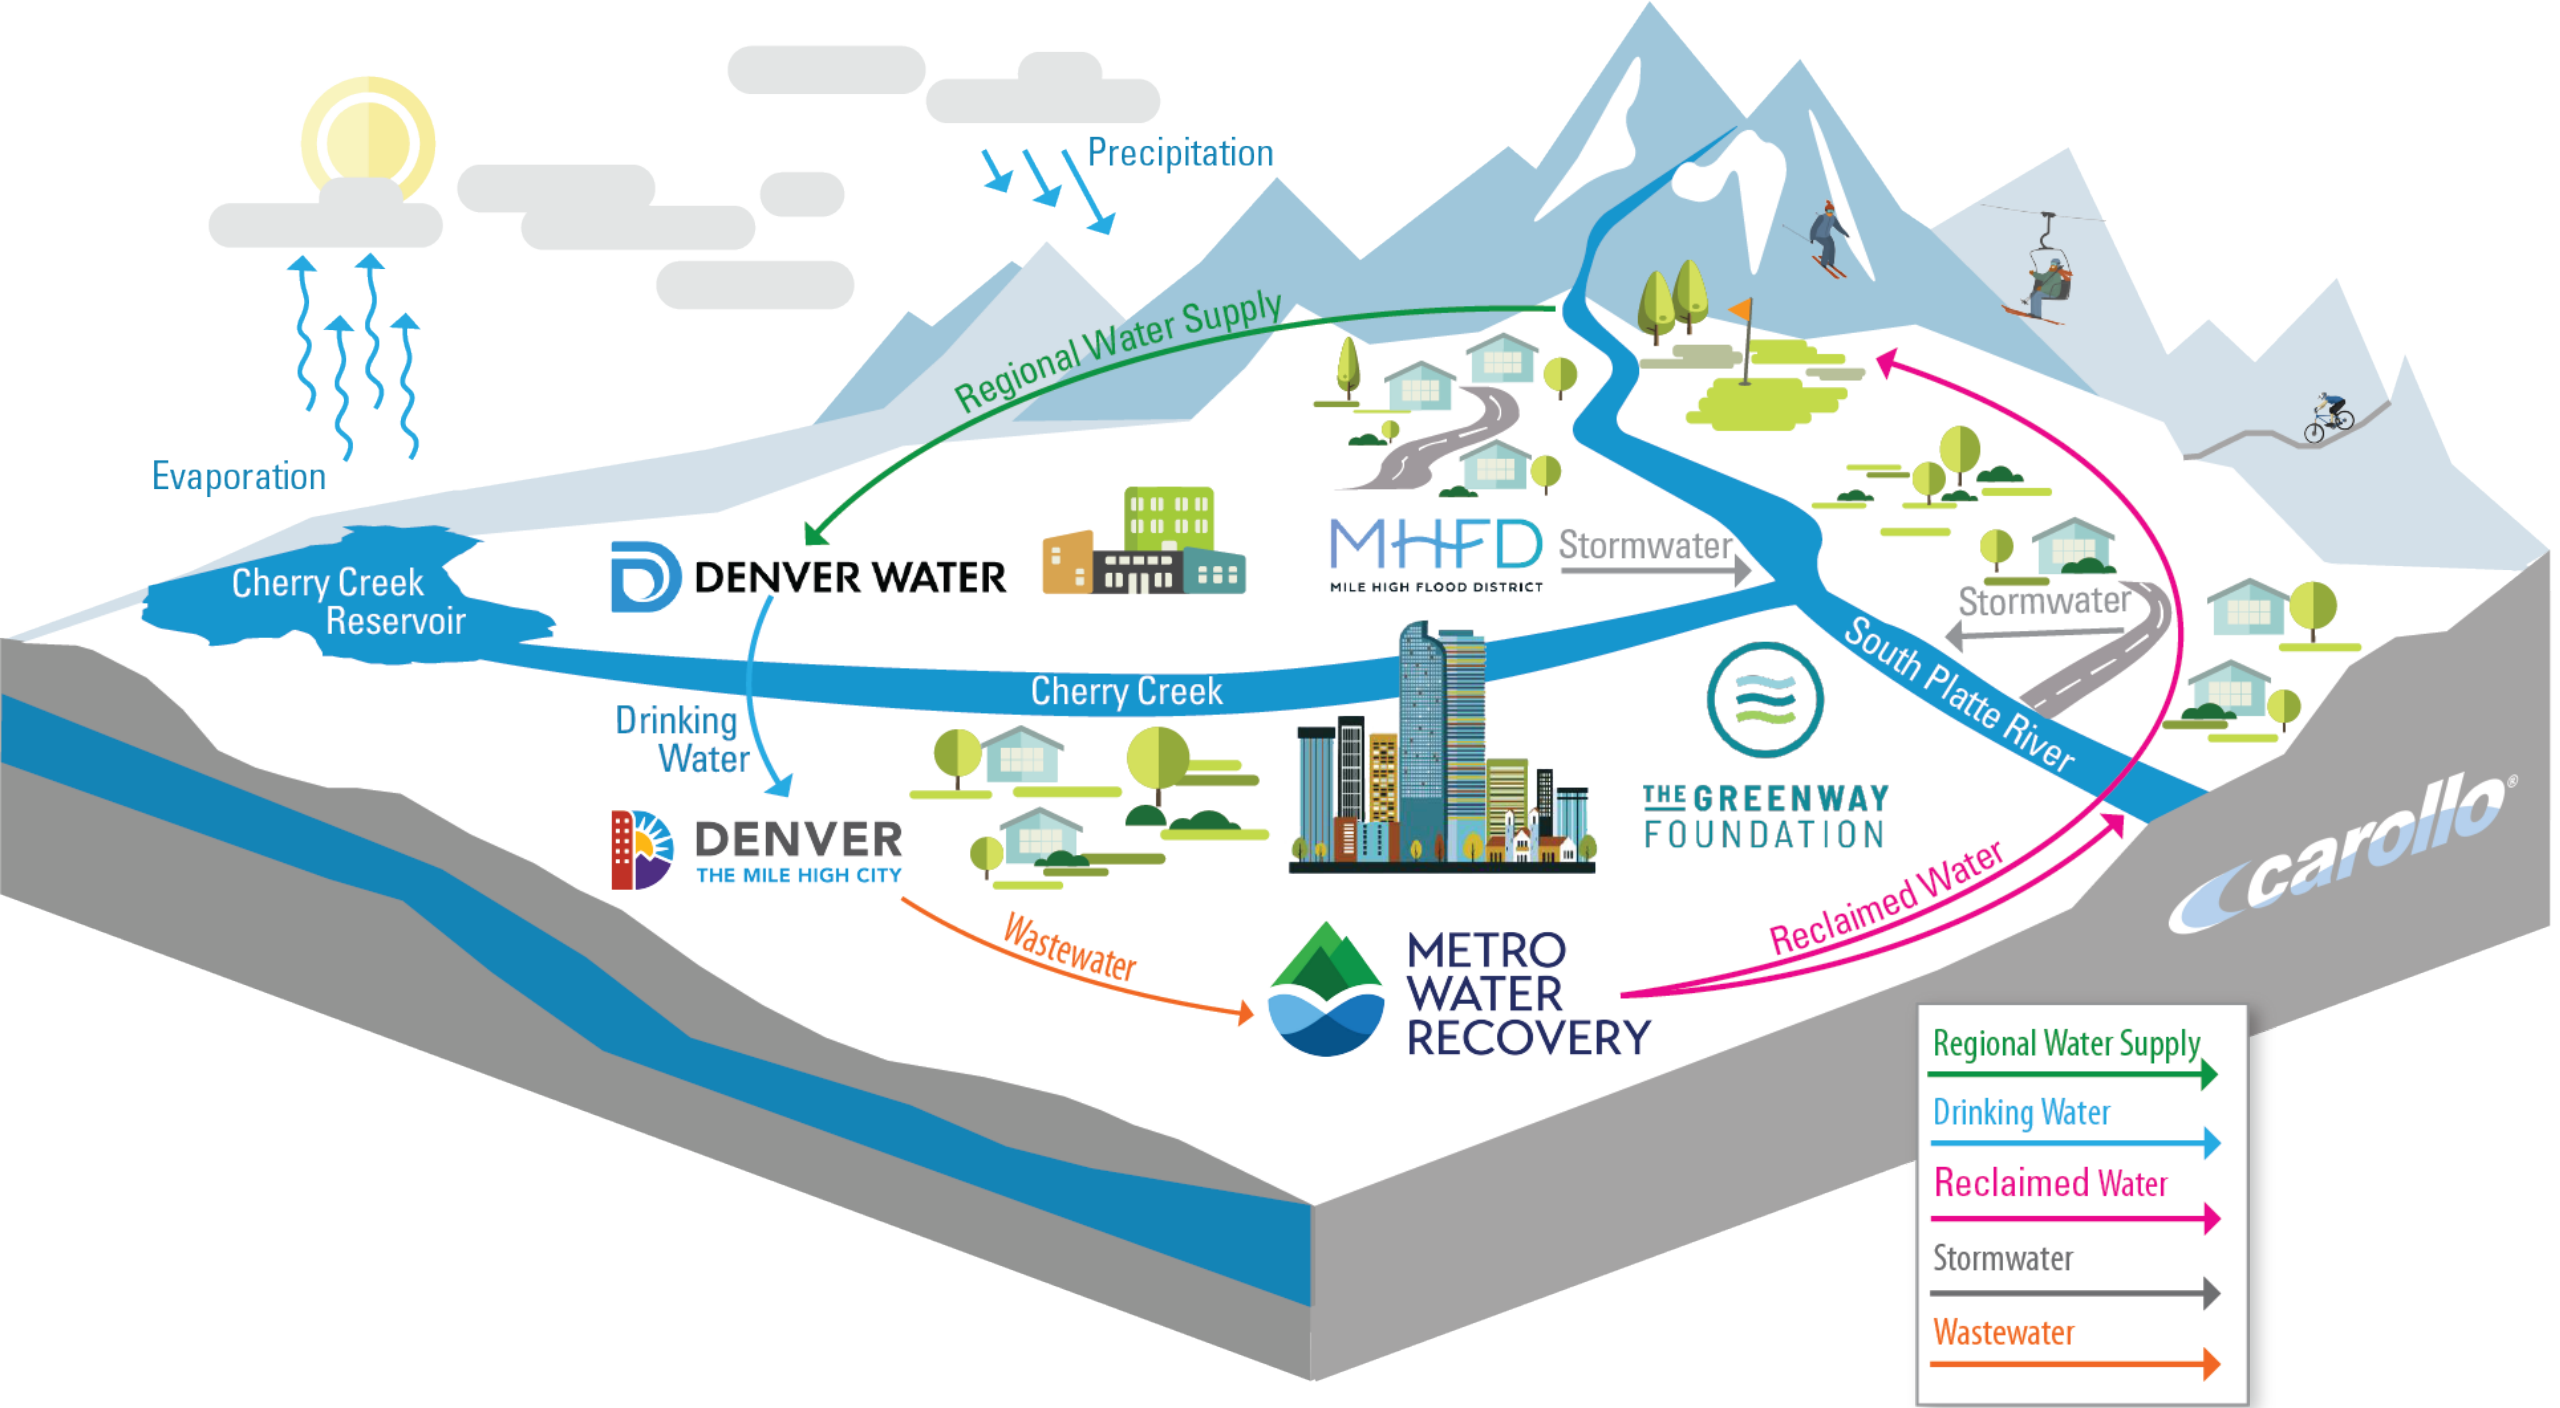 Precipitation
Evaporation
Regional Water Supply
Cherry Creek
Reservoir
DENVER WATER
MHFD
MILE HIGH FLOOD DISTRICT
Stormwater
Stormwater
Cherry Creek
South Platte River
Drinking
Water
DENVER
THE MILE HIGH CITY
THE GREENWAY
FOUNDATION
Wastewater
METRO
WATER
RECOVERY
Reclaimed Water
carollo®
Regional Water Supply
Drinking Water
Reclaimed Water
Stormwater
Wastewater